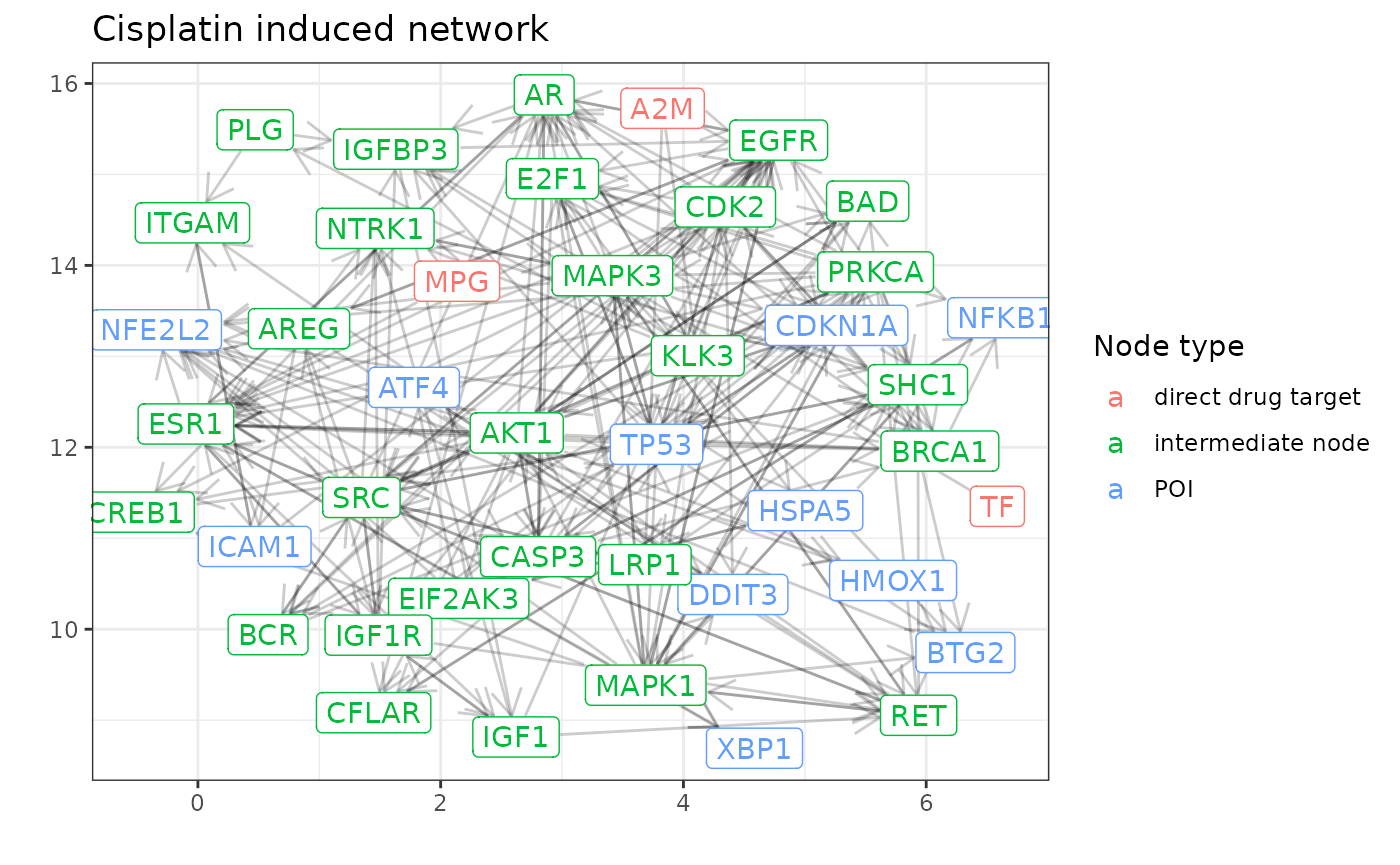 Cisplatin induced network
16
14
12
10
0
2
4
6
AR
A2M
PLG
IGFBP3
EGFR
E2F1
CDK2
BAD
ITGAM
NTRK1
MPG
MAPK3
PRKCA
NFE2L2
AREG
CDKN1A
NFKB1
KLK3
ATF4
SHC1
ESR1
AKT1
TP53
BRCA1
CREB1
SRC
HSPA5
TF
ICAM1
CASP3
LRP1
EIF2AK3
DDIT3
HMOX1
BCR
IGF1R
BTG2
MAPK1
CFLAR
RET
IGF1
XBP1
Node type
a direct drug target
a intermediate node
a POI